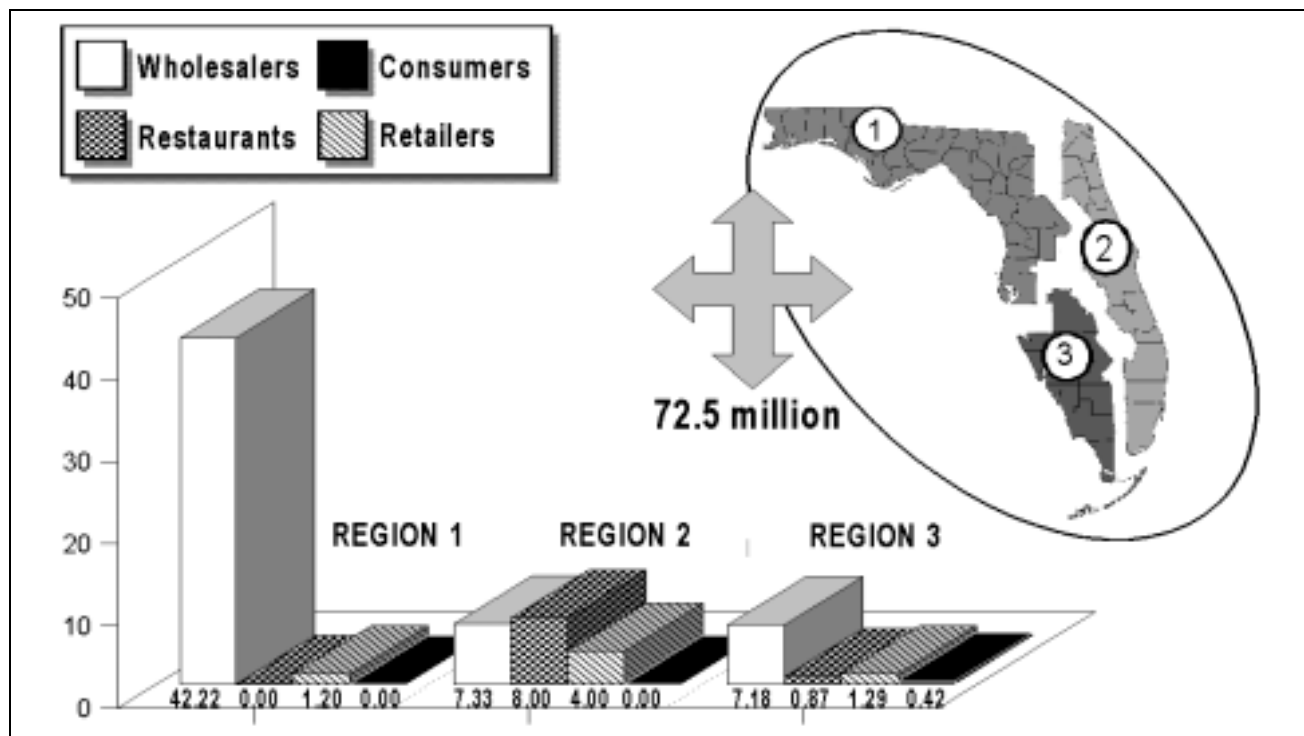 Wholesalers Consumers
Restaurants Retailers
1
2
3
72.5 million
50
40
30
20
10
0
REGION 1 REGION 2 REGION 3
42.22 0.00 1.20 0.00 7.33 8.00 4.00 0.00 7.18 0.87 1.29 0.42